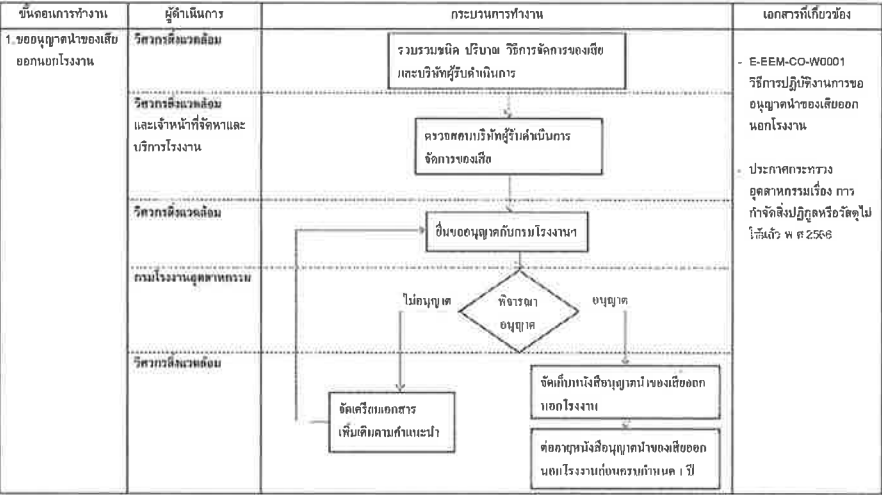 ขั้นตอนการทำงาน
ผู้ดำเนินการ
กระบวนการทำงาน
เอกสารที่เกี่ยวข้อง
1. ขออนุญาตนำของเสีย
ออกนอกโรงงาน
วิศวกรสิ่งแวดล้อม
รวบรวมชนิด ปริมาณ วิธีการจัดการของเสีย
และบริษัทผู้รับดำเนินการ
- E-EEM-CO-W0001
วิธีการปฏิบัติงานการขอ
อนุญาตนำของเสียออก
นอกโรงงาน
วิศวกรสิ่งแวดล้อม
และเจ้าหน้าที่จัดหาและ
บริการโรงงาน
ตรวจสอบบริษัทผู้รับดำเนินการ
จัดการของเสีย
- ประกาศกระทรวง
อุตสาหกรรมเรื่อง การ
กำจัดสิ่งปฏิกูลหรือวัสดุไม่
ใช้แล้ว พ ศ 2566
วิศวกรสิ่งแวดล้อม
ยื่นขออนุญาตกับกรมโรงงานฯ
กรมโรงงานอุตสาหกรรม
ไม่อนุญาต
พิจารณา
อนุญาต
อนุญาต
วิศวกรสิ่งแวดล้อม
จัดเตรียมเอกสาร
เพิ่มเติมตามคำแนะนำ
จัดเก็บหนังสืออนุญาตนำของเสียออก
นอกโรงงาน
ต่ออายุหนังสืออนุญาตนำของเสียออก
นอกโรงงานก่อนครบกำหนด 1 ปี